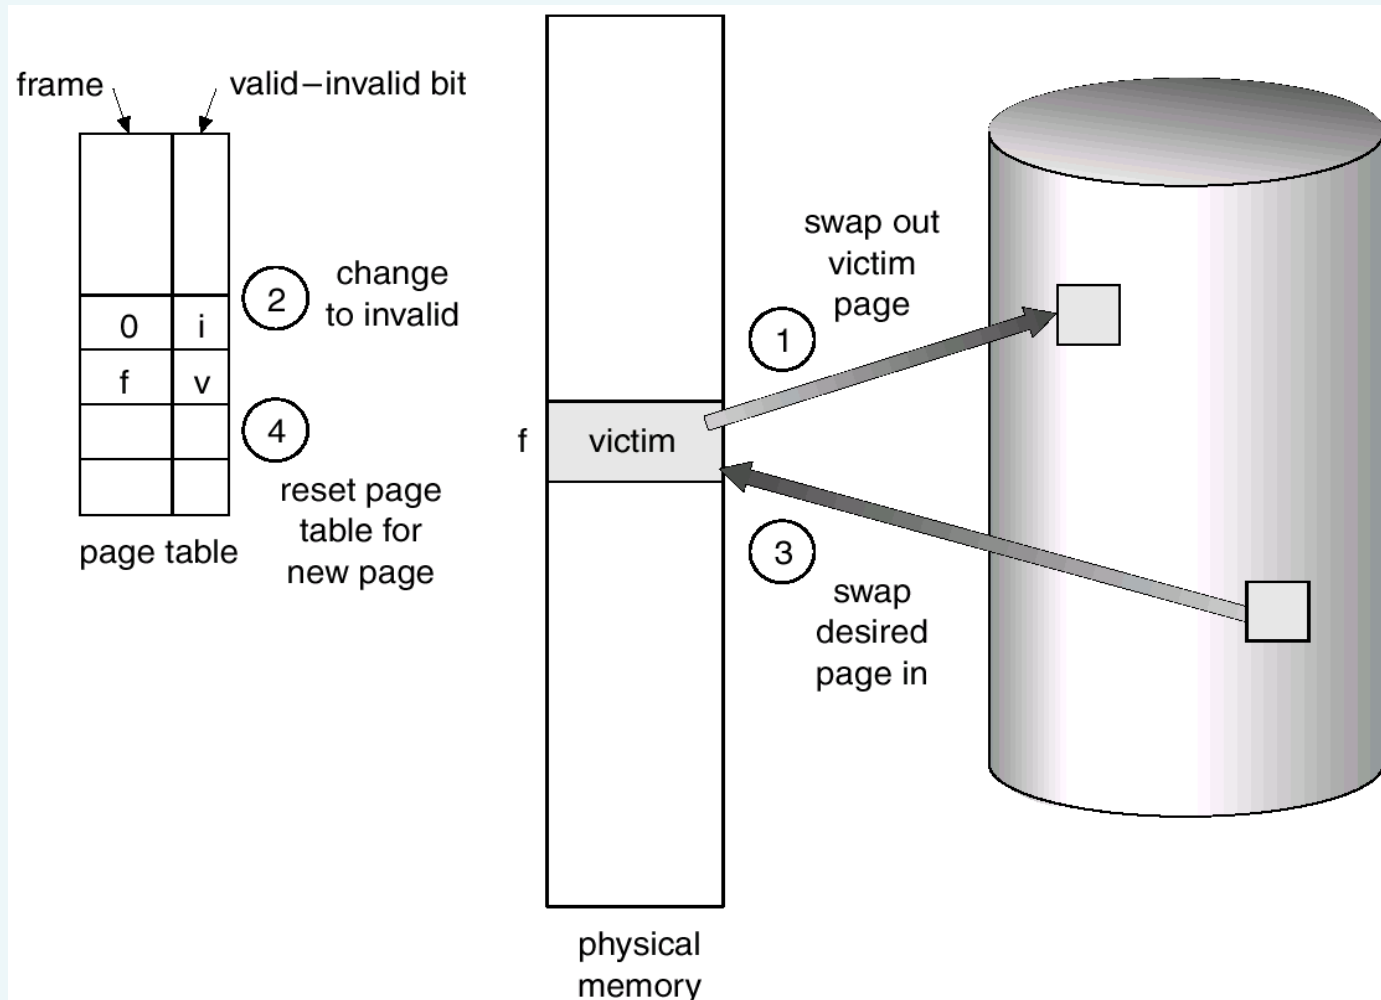 frame
valid–invalid bit
0 i
f v
2
change
to invalid
4
reset page
table for
new page
page table
f
victim
physical
memory
swap out
victim
page
1
3
swap
desired
page in